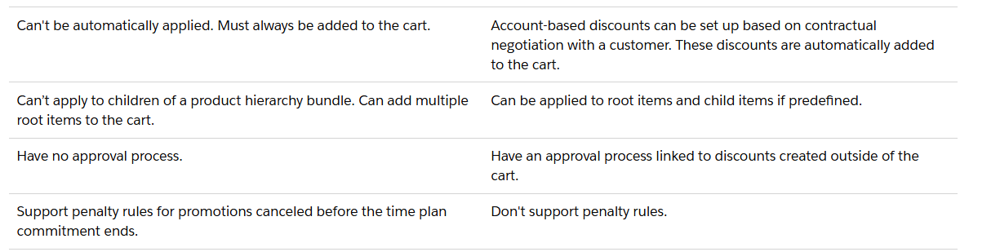 Can't be automatically applied. Must always be added to the cart.
Account-based discounts can be set up based on contractual
negotiation with a customer. These discounts are automatically added
to the cart.
Can’t apply to children of a product hierarchy bundle. Can add multiple
root items to the cart.
Can be applied to root items and child items if predefined.
Have no approval process.
Have an approval process linked to discounts created outside of the
cart.
Support penalty rules for promotions canceled before the time plan
commitment ends.
Don't support penalty rules.